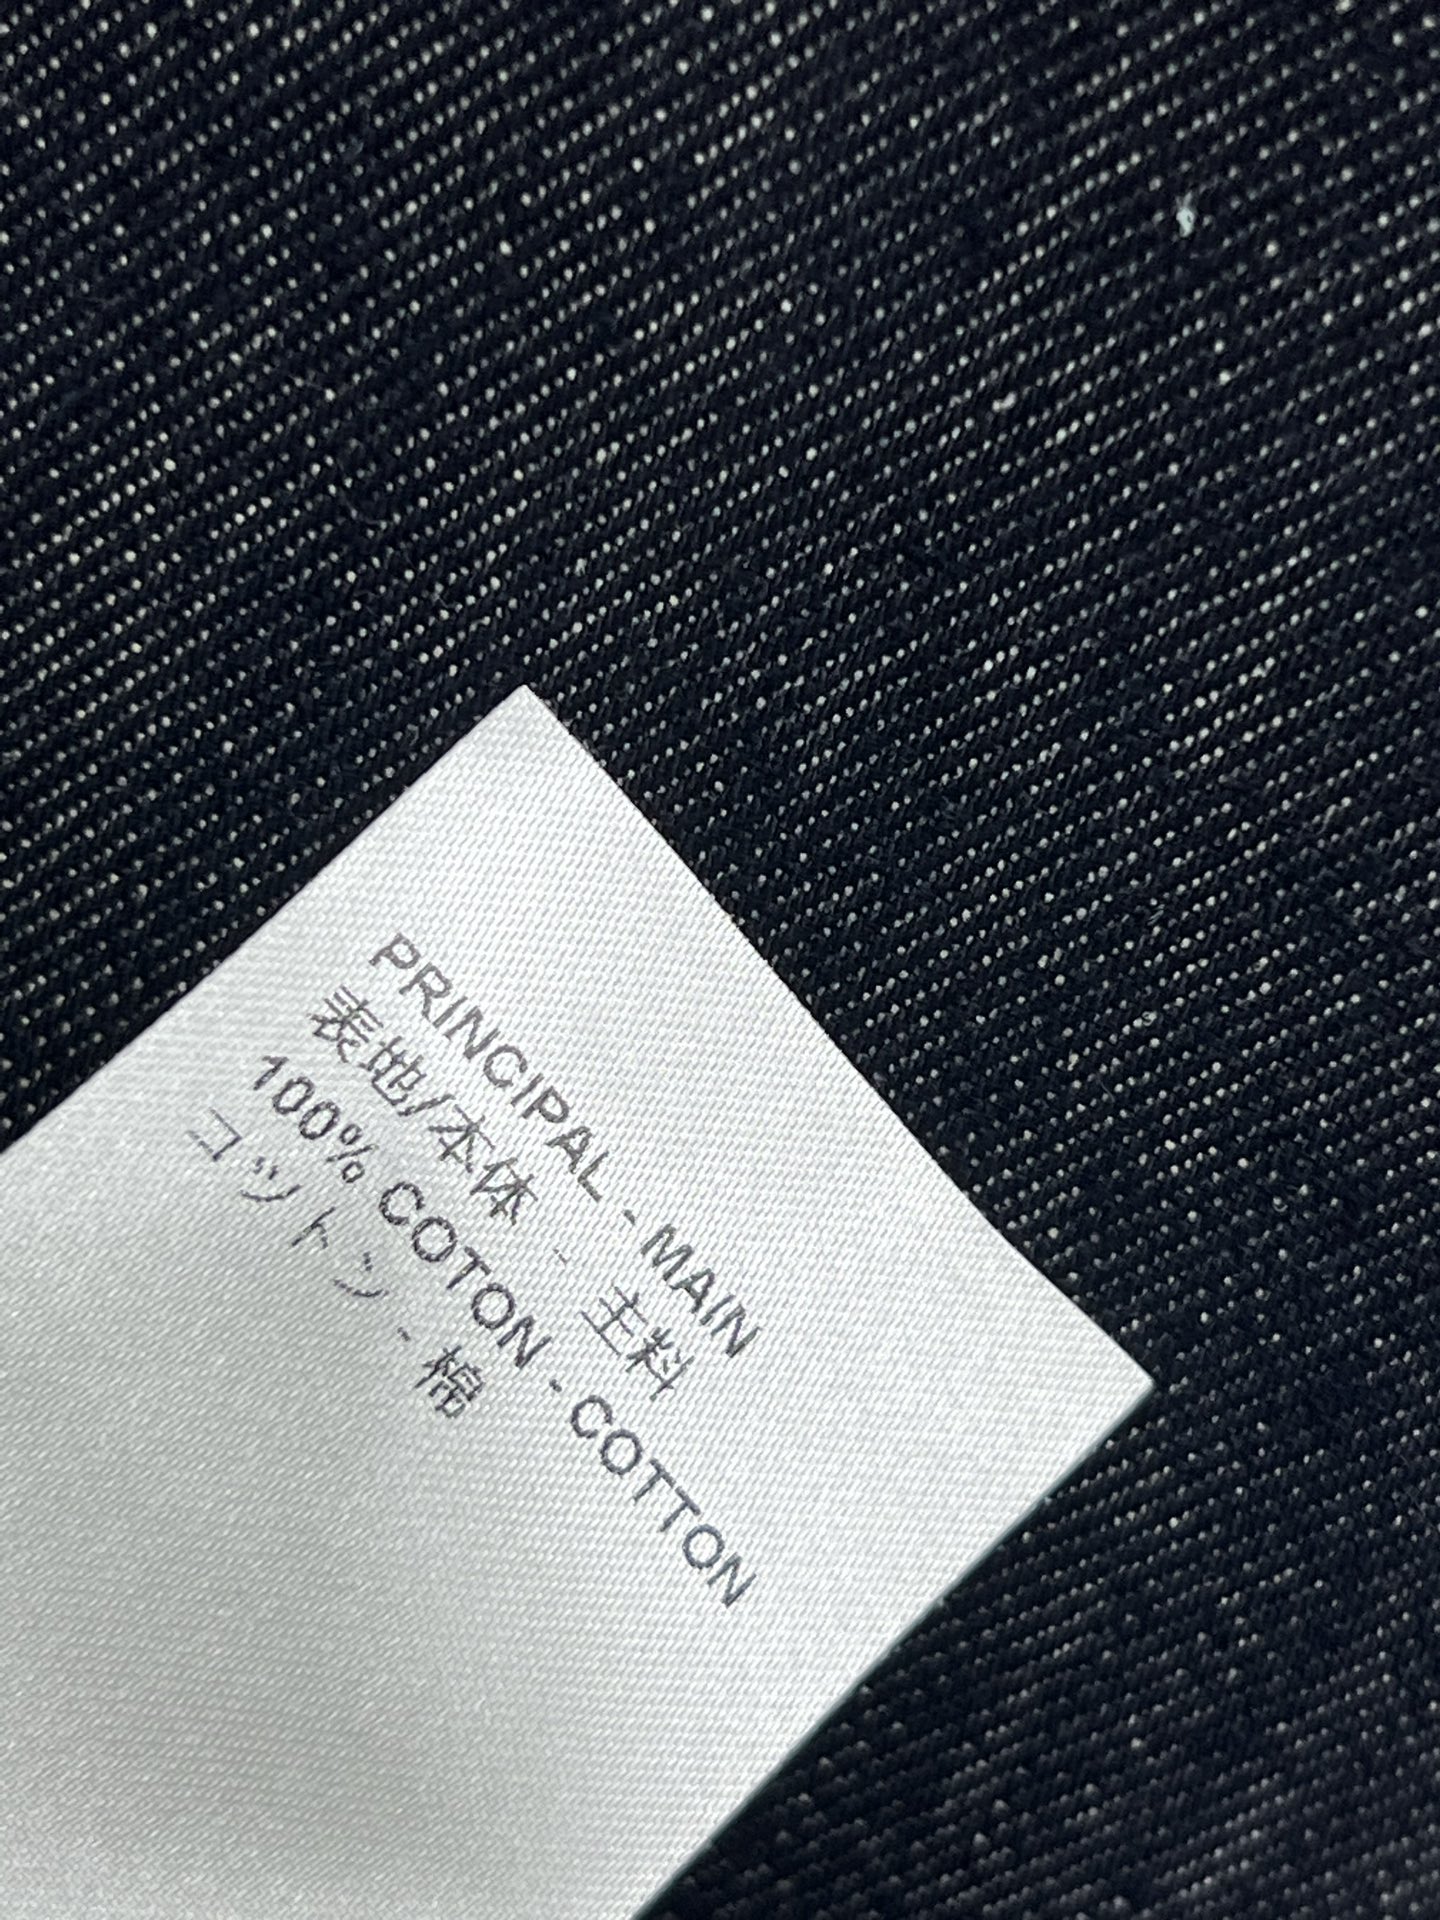 PRINCIPAL - MAIN
表地/本体 - 主料
100% COTON - COTTON
コットン - 棉